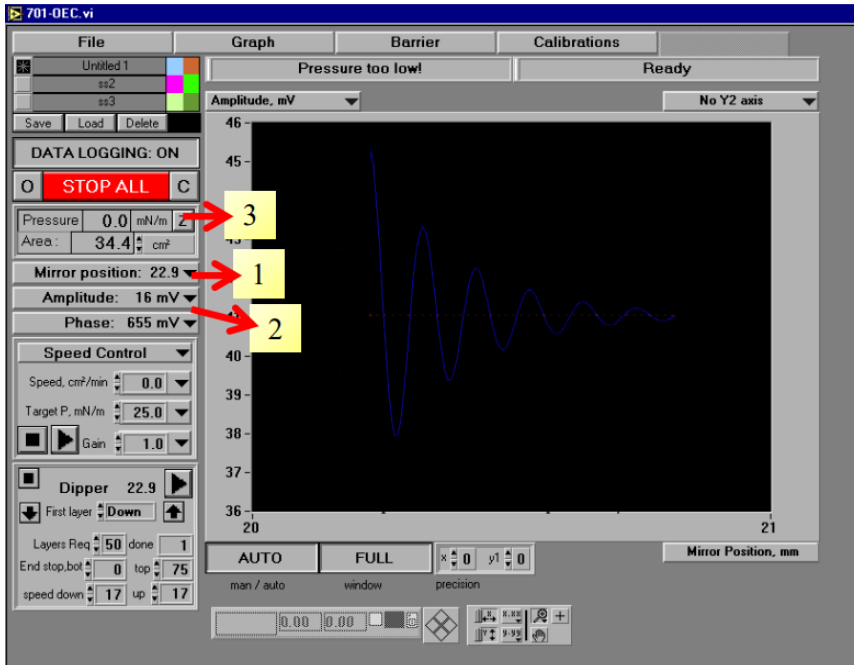 701-OEC.vi
File Graph Barrier Calibrations
Untitled 1
ss2
ss3
Save Load Delete
Pressure too low! Ready
Amplitude, mV No Y2 axis
DATA LOGGING: ON
O STOP ALL C
Pressure 0.0 mN/m Z
Area: 34.4 cm²
3
Mirror position: 22.9
1
Amplitude: 16 mV
Phase: 655 mV
2
Speed Control
Speed, cm²/min 0.0
Target P, mN/m 25.0
Gain 1.0
Dipper 22.9
First layer Down
Layers Req 50 done 1
End stop,bot 0 top 75
speed down 17 up 17
46
45
40
39
38
37
36
20 21
Mirror Position, mm
AUTO FULL x 0 y1 0
man / auto window precision
0.00 0.00
x.xx
y.yy